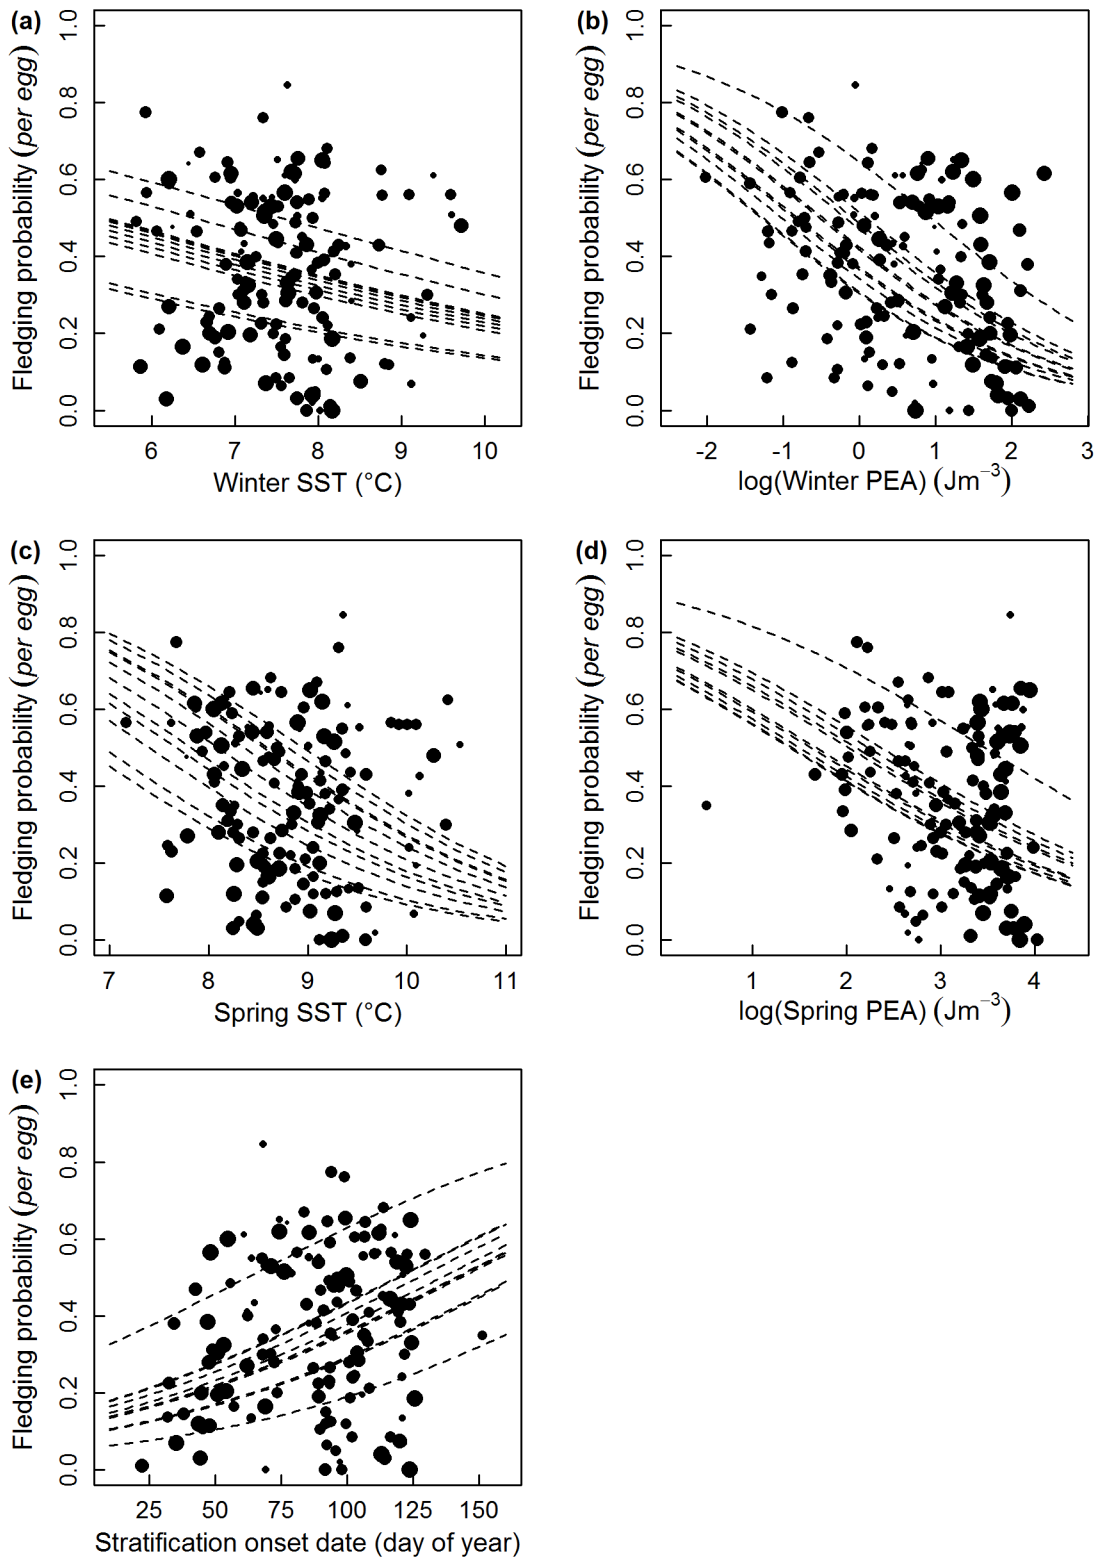 (a)
1.0
0.8
0.6
0.4
0.2
0.0
Fledging probability (per egg)
6 7 8 9 10
Winter SST (°C)
(b)
1.0
0.8
0.6
0.4
0.2
0.0
Fledging probability (per egg)
-2 -1 0 1 2 3
log(Winter PEA) (Jm⁻³)
(c)
1.0
0.8
0.6
0.4
0.2
0.0
Fledging probability (per egg)
7 8 9 10 11
Spring SST (°C)
(d)
1.0
0.8
0.6
0.4
0.2
0.0
Fledging probability (per egg)
1 2 3 4
log(Spring PEA) (Jm⁻³)
(e)
1.0
0.8
0.6
0.4
0.2
0.0
Fledging probability (per egg)
25 50 75 100 125 150
Stratification onset date (day of year)